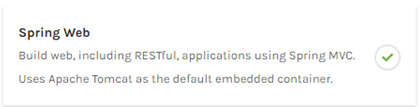 Spring Web
Build web, including RESTful, applications using Spring MVC.
Uses Apache Tomcat as the default embedded container.